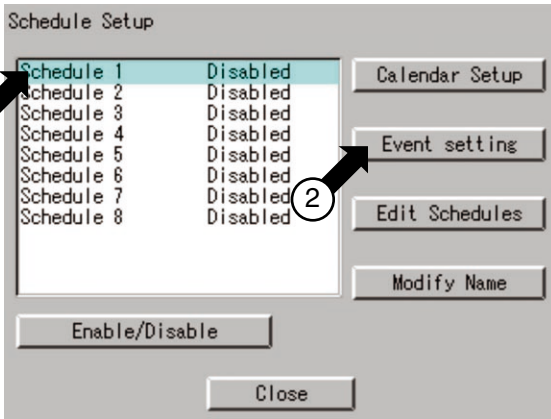 Schedule Setup
Schedule 1 Disabled
Schedule 2 Disabled
Schedule 3 Disabled
Schedule 4 Disabled
Schedule 5 Disabled
Schedule 6 Disabled
Schedule 7 Disabled
Schedule 8 Disabled
Calendar Setup
Event setting
2
Edit Schedules
Modify Name
Enable/Disable
Close